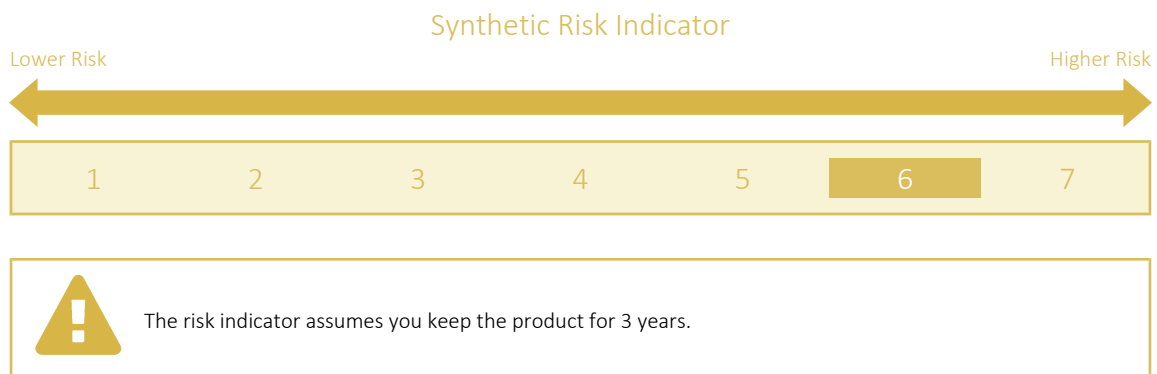 Synthetic Risk Indicator
Lower Risk Higher Risk
1 2 3 4 5 6 7
The risk indicator assumes you keep the product for 3 years.